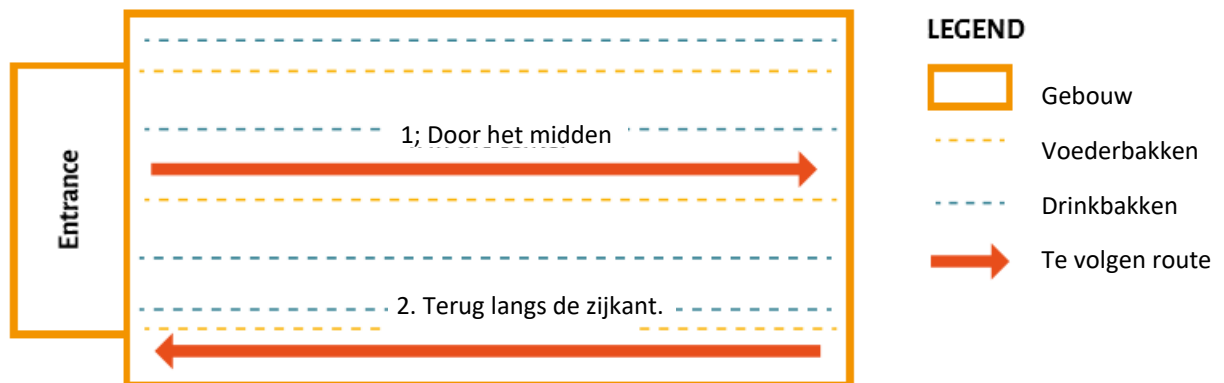 Entrance
1; Door het midden
2. Terug langs de zijkant.
LEGEND
Gebouw
Voederbakken
Drinkbakken
Te volgen route